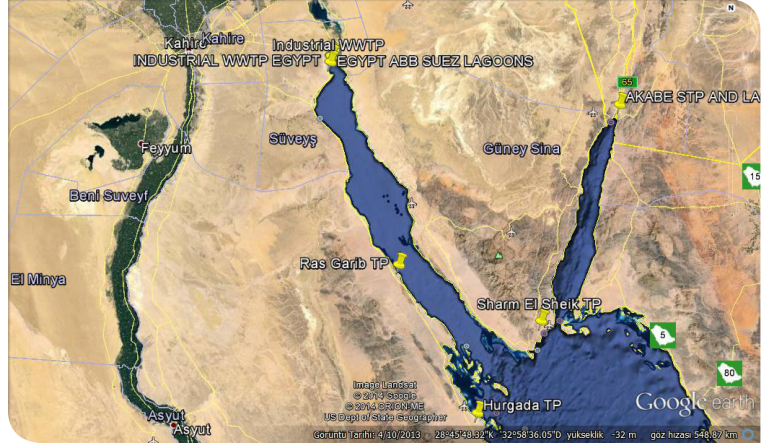 N
Kahire
Kahire
Industrial WWTP
INDUSTRIAL WWTP EGYPT
EGYPT ABB SUEZ LAGOONS
65
AKABE STP AND LA
Süveyş
Güney Sina
Feyyum
15
Beni Suveyf
El Minya
Ras Garib TP
Sharm El Sheik TP
5
80
Image Landsat
© 2014 Google
© 2014 ORION-ME
US Dept of State Geographer
Google earth
Hurgada TP
Asyut
Asyut
Görüntü Tarihi: 4/10/2013 28°45'48.32"K 32°58'36.05"D yükseklik -32 m göz hizası 548.87 km